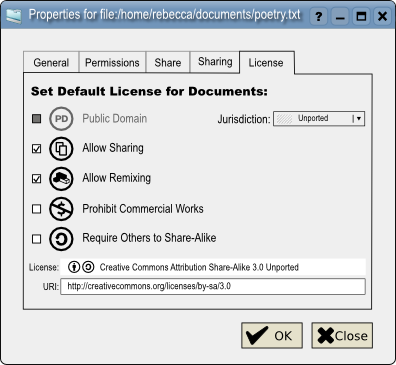 Properties for file:/home/rebecca/documents/poetry.txt ?
General Permissions Share Sharing License
Set Default License for Documents:
PD Public Domain Jurisdiction: Unported
Allow Sharing
Allow Remixing
Prohibit Commercial Works
Require Others to Share-Alike
License: Creative Commons Attribution Share-Alike 3.0 Unported
URI: http://creativecommons.org/licenses/by-sa/3.0
OK Close